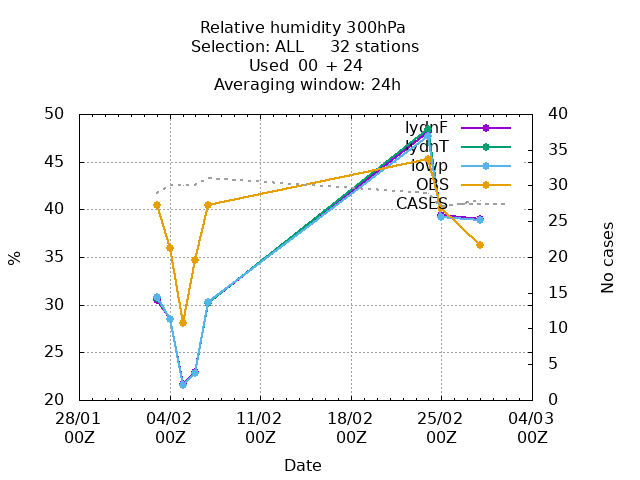 Relative humidity 300hPa
Selection: ALL 32 stations
Used 00 + 24
Averaging window: 24h
50 40
lydnF
35
lydnT
45
iowp
30
OBS
CASES
40
25
35
%
20
No cases
30
15
10
25
5
20 0
28/01 04/02 11/02 18/02 25/02 04/03
00Z 00Z 00Z 00Z 00Z 00Z
Date